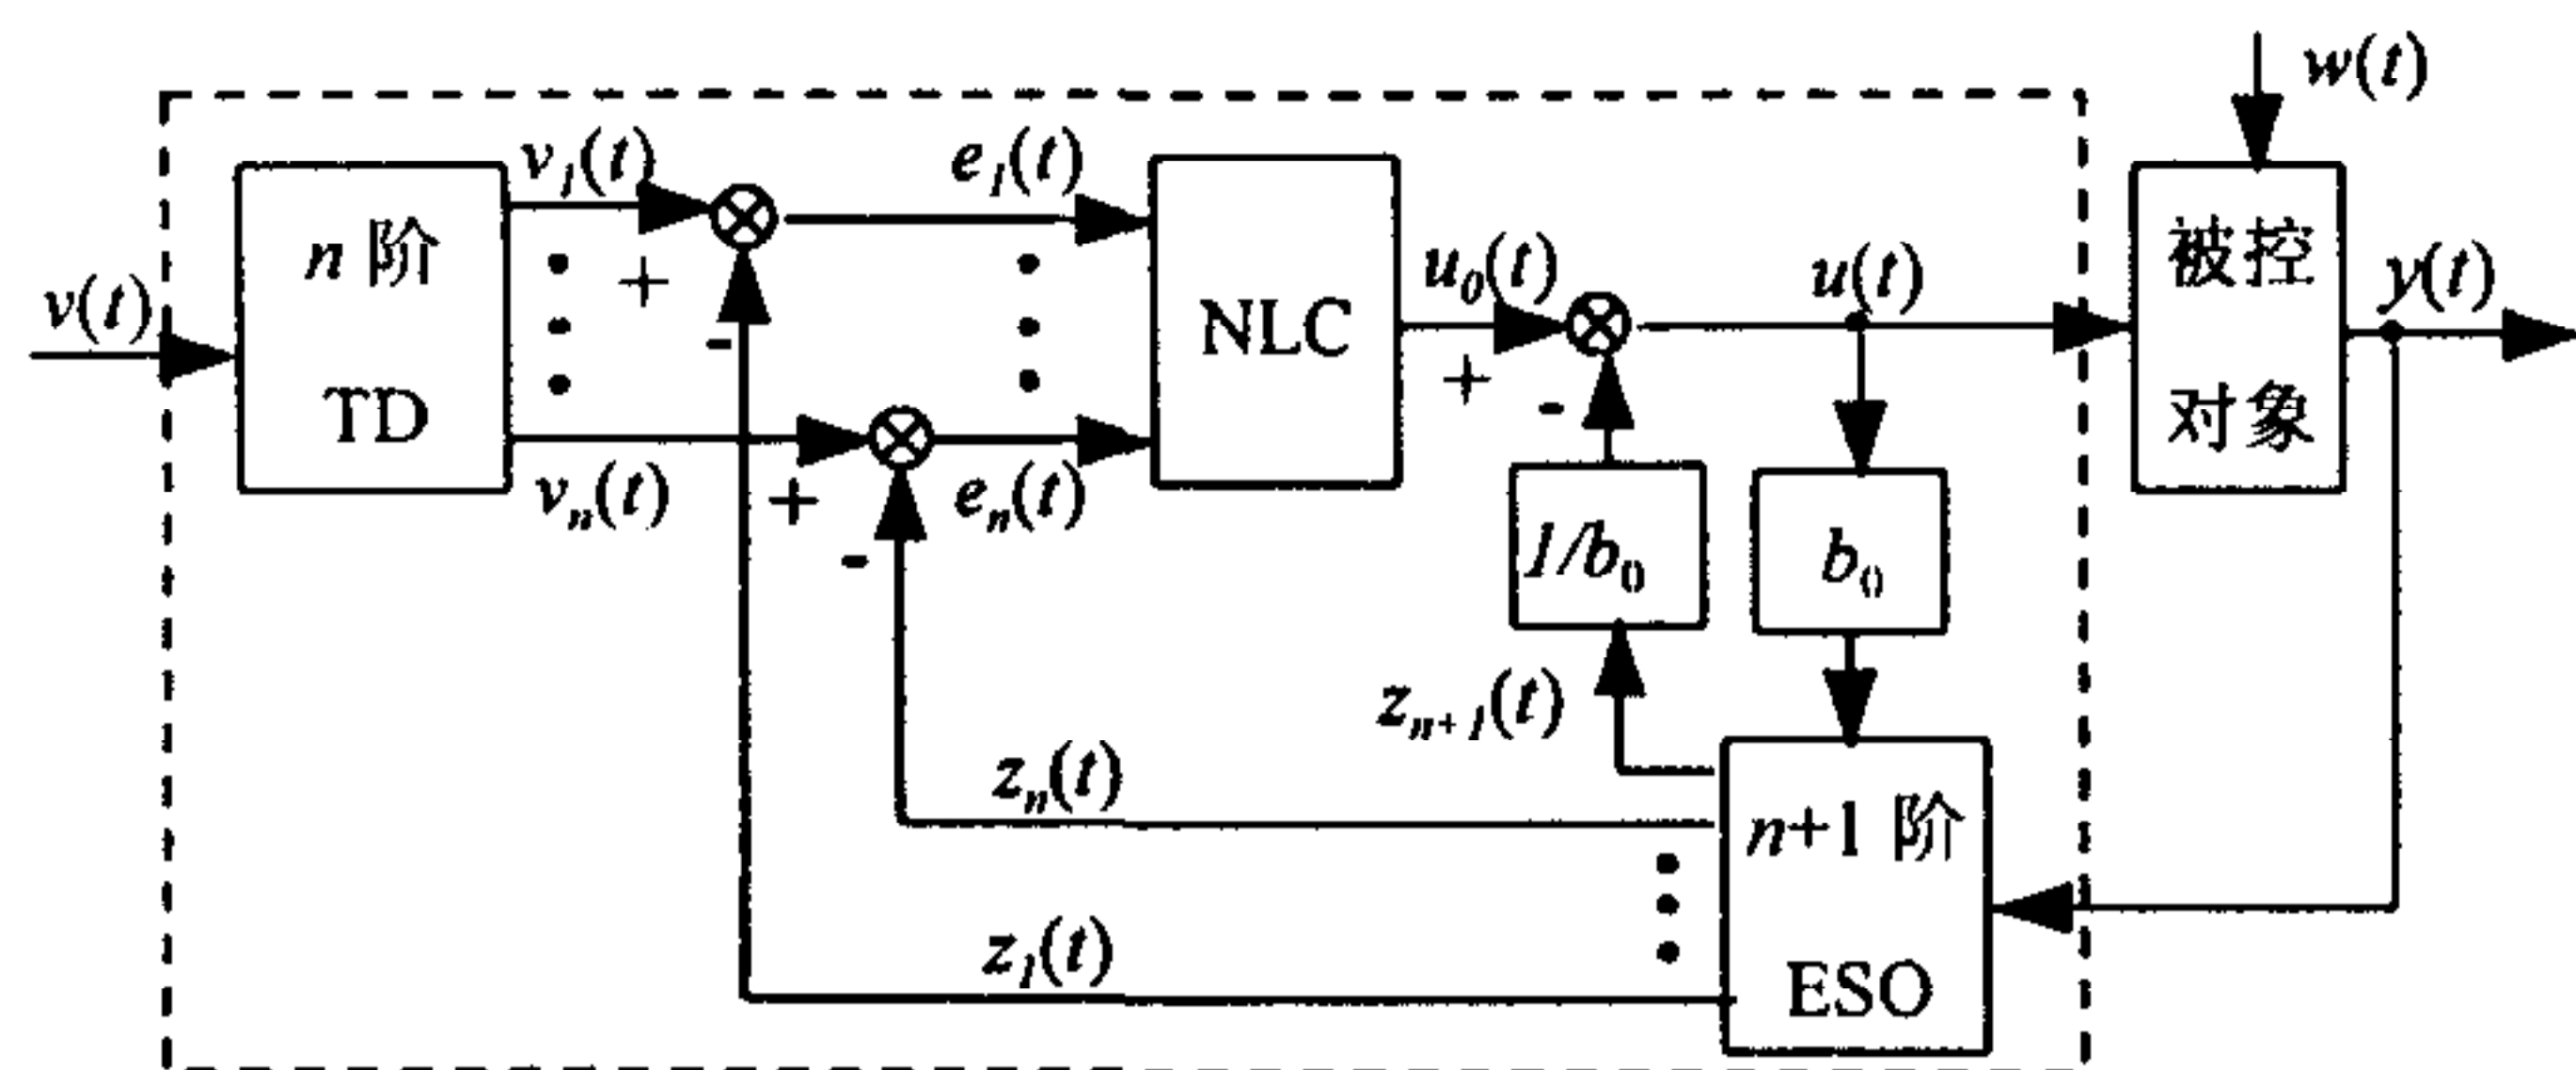 w(t)
v(t)
n 阶
TD
v₁(t)
+
-
e₁(t)
vₙ(t)
+
-
eₙ(t)
NLC
u₀(t)
+
-
u(t)
被控
对象
y(t)
1/b₀
b₀
zₙ₊₁(t)
zₙ(t)
z₁(t)
n+1 阶
ESO